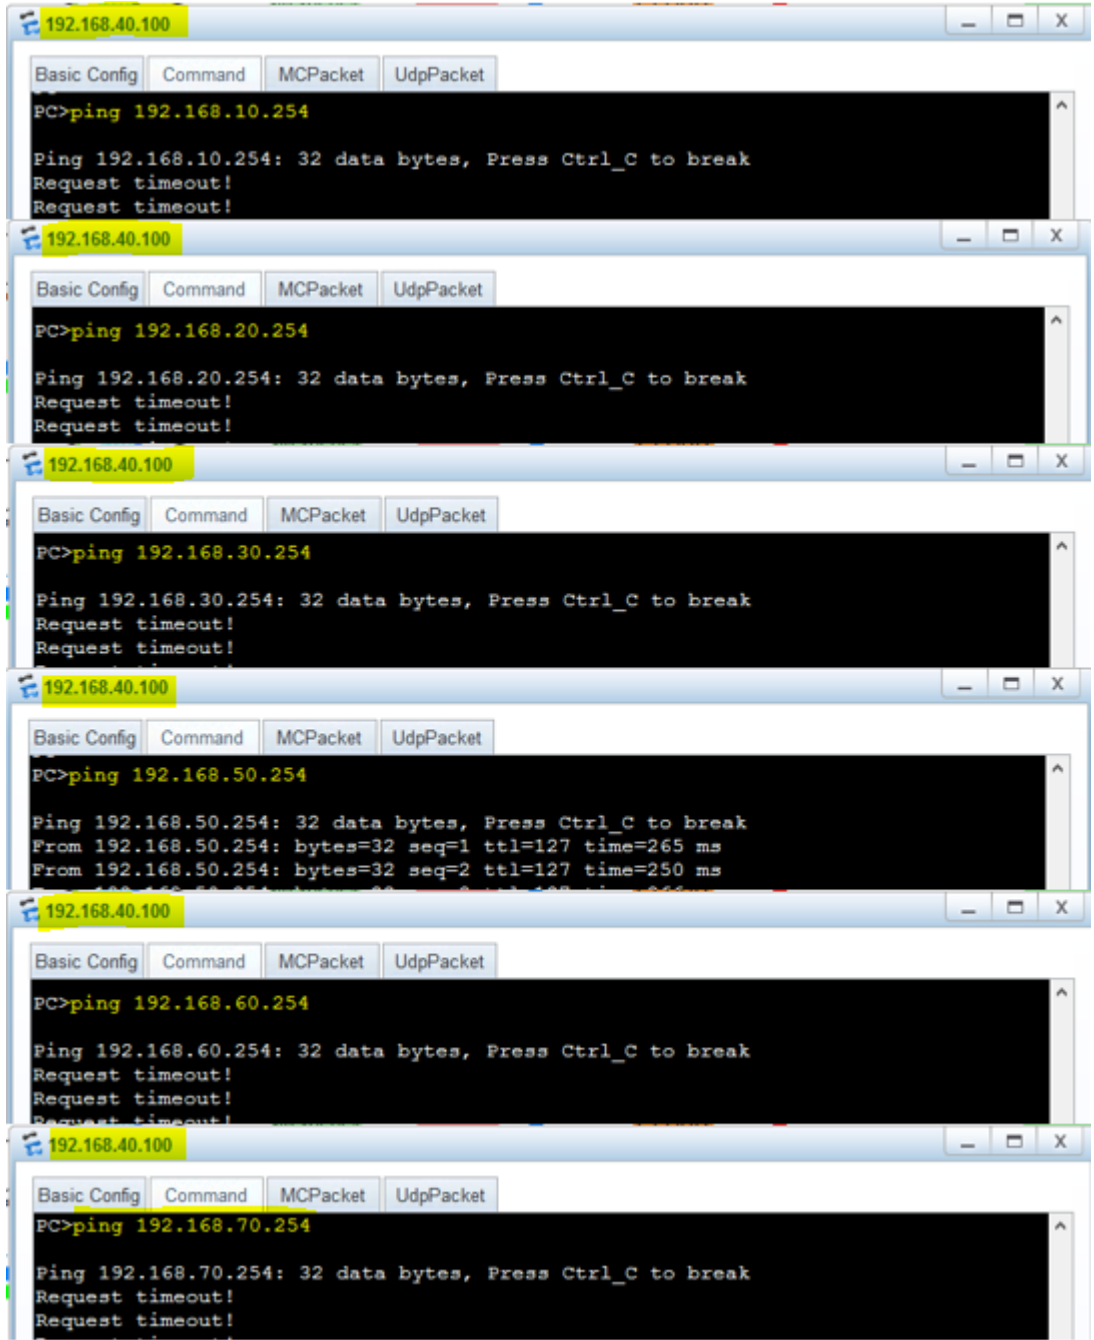 192.168.40.100
Basic Config Command MCPacket UdpPacket
PC>ping 192.168.10.254
Ping 192.168.10.254: 32 data bytes, Press Ctrl_C to break
Request timeout!
Request timeout!
192.168.40.100
Basic Config Command MCPacket UdpPacket
PC>ping 192.168.20.254
Ping 192.168.20.254: 32 data bytes, Press Ctrl_C to break
Request timeout!
Request timeout!
192.168.40.100
Basic Config Command MCPacket UdpPacket
PC>ping 192.168.30.254
Ping 192.168.30.254: 32 data bytes, Press Ctrl_C to break
Request timeout!
Request timeout!
192.168.40.100
Basic Config Command MCPacket UdpPacket
PC>ping 192.168.50.254
Ping 192.168.50.254: 32 data bytes, Press Ctrl_C to break
From 192.168.50.254: bytes=32 seq=1 ttl=127 time=265 ms
From 192.168.50.254: bytes=32 seq=2 ttl=127 time=250 ms
192.168.40.100
Basic Config Command MCPacket UdpPacket
PC>ping 192.168.60.254
Ping 192.168.60.254: 32 data bytes, Press Ctrl_C to break
Request timeout!
Request timeout!
Request timeout!
192.168.40.100
Basic Config Command MCPacket UdpPacket
PC>ping 192.168.70.254
Ping 192.168.70.254: 32 data bytes, Press Ctrl_C to break
Request timeout!
Request timeout!